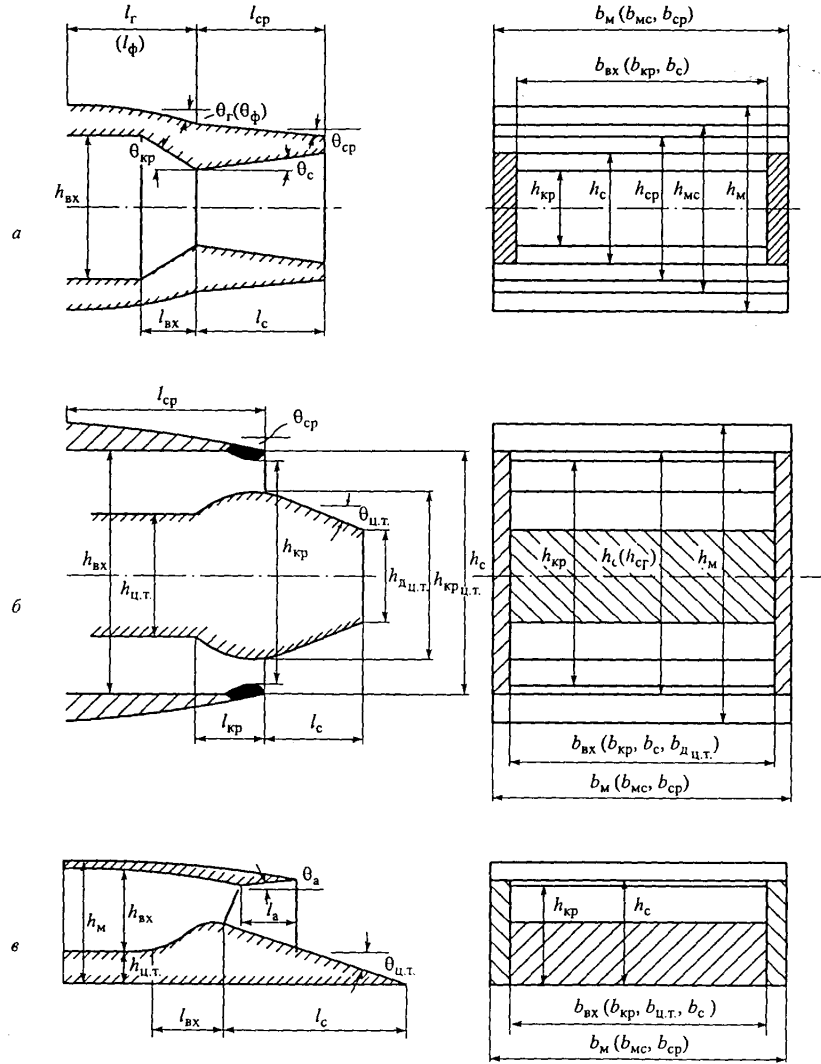 l_г
(l_ф)
l_ср
b_м (b_мс, b_ср)
b_вх (b_кр, b_с)
θ_г(θ_ф)
θ_кр
θ_ср
θ_с
h_вх
h_кр
h_с
h_ср
h_мс
h_м
а
l_вх
l_с
l_ср
θ_ср
θ_ц.т.
h_вх
h_ц.т.
h_кр
h_д ц.т.
h_кр ц.т.
h_с
h_кр
h_с(h_сг)
h_м
б
l_кр
l_с
b_вх (b_кр, b_с, b_д ц.т.)
b_м (b_мс, b_ср)
θ_а
h_м
h_вх
l_а
h_кр
h_с
в
h_ц.т.
θ_ц.т.
l_вх
l_с
b_вх (b_кр, b_ц.т., b_с)
b_м (b_мс, b_ср)